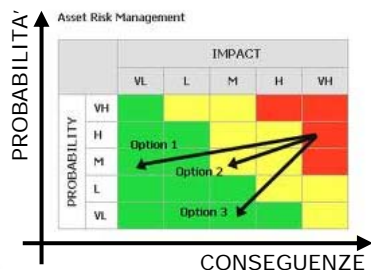 Asset Risk Management
IMPACT
VL L M H VH
VH
H
M
L
VL
PROBABILITY
Option 1
Option 2
Option 3
PROBABILITA'
CONSEGUENZE